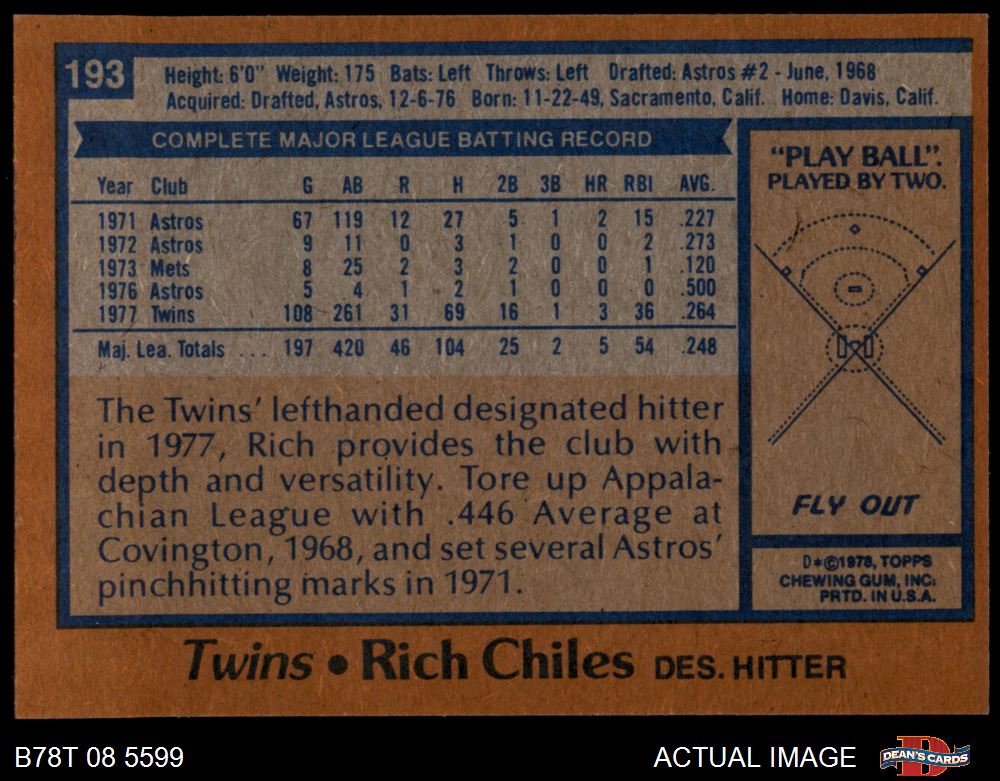 193
Height: 6'0" Weight: 175 Bats: Left Throws: Left Drafted: Astros #2 - June, 1968
Acquired: Drafted, Astros, 12-6-76 Born: 11-22-49, Sacramento, Calif. Home: Davis, Calif.
COMPLETE MAJOR LEAGUE BATTING RECORD
Year Club G AB R H 2B 3B HR RBI AVG.
1971 Astros 67 119 12 27 5 1 2 15 .227
1972 Astros 9 11 0 3 1 0 0 2 .273
1973 Mets 8 25 2 3 2 0 0 1 .120
1976 Astros 5 4 1 2 1 0 0 0 .500
1977 Twins 108 261 31 69 16 1 3 36 .264
Maj. Lea. Totals ... 197 420 46 104 25 2 5 54 .248
The Twins' lefthanded designated hitter
in 1977, Rich provides the club with
depth and versatility. Tore up Appala-
chian League with .446 Average at
Covington, 1968, and set several Astros'
pinchhitting marks in 1971.
"PLAY BALL".
PLAYED BY TWO.
FLY OUT
D*©1978, TOPPS
CHEWING GUM, INC.
PRTD. IN U.S.A.
Twins • Rich Chiles DES. HITTER
B78T 08 5599
ACTUAL IMAGE
DEAN'S CARDS